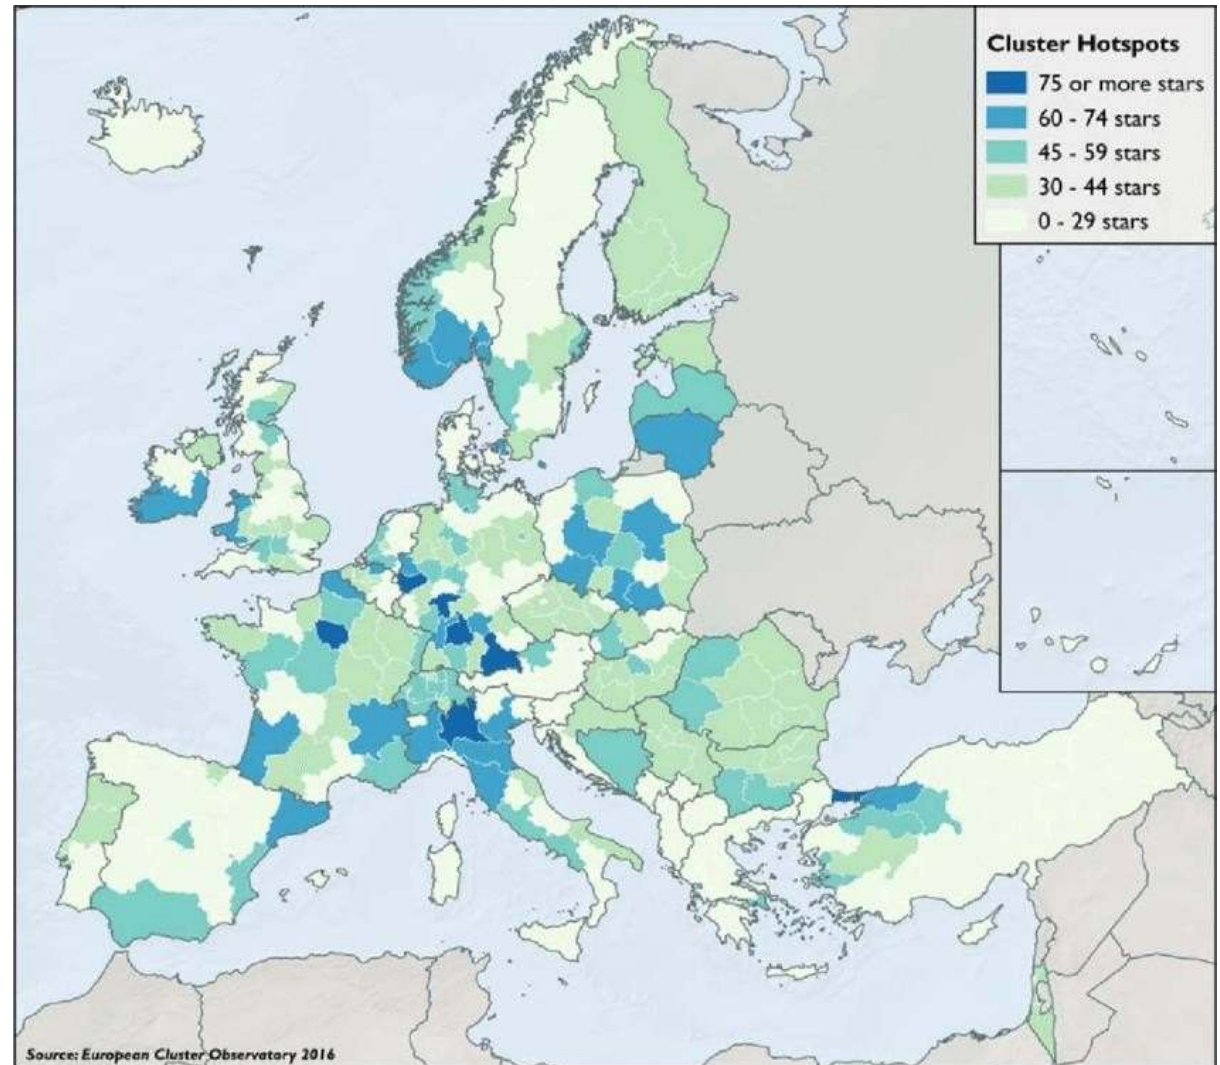 Cluster Hotspots
75 or more stars
60 - 74 stars
45 - 59 stars
30 - 44 stars
0 - 29 stars
Source: European Cluster Observatory 2016